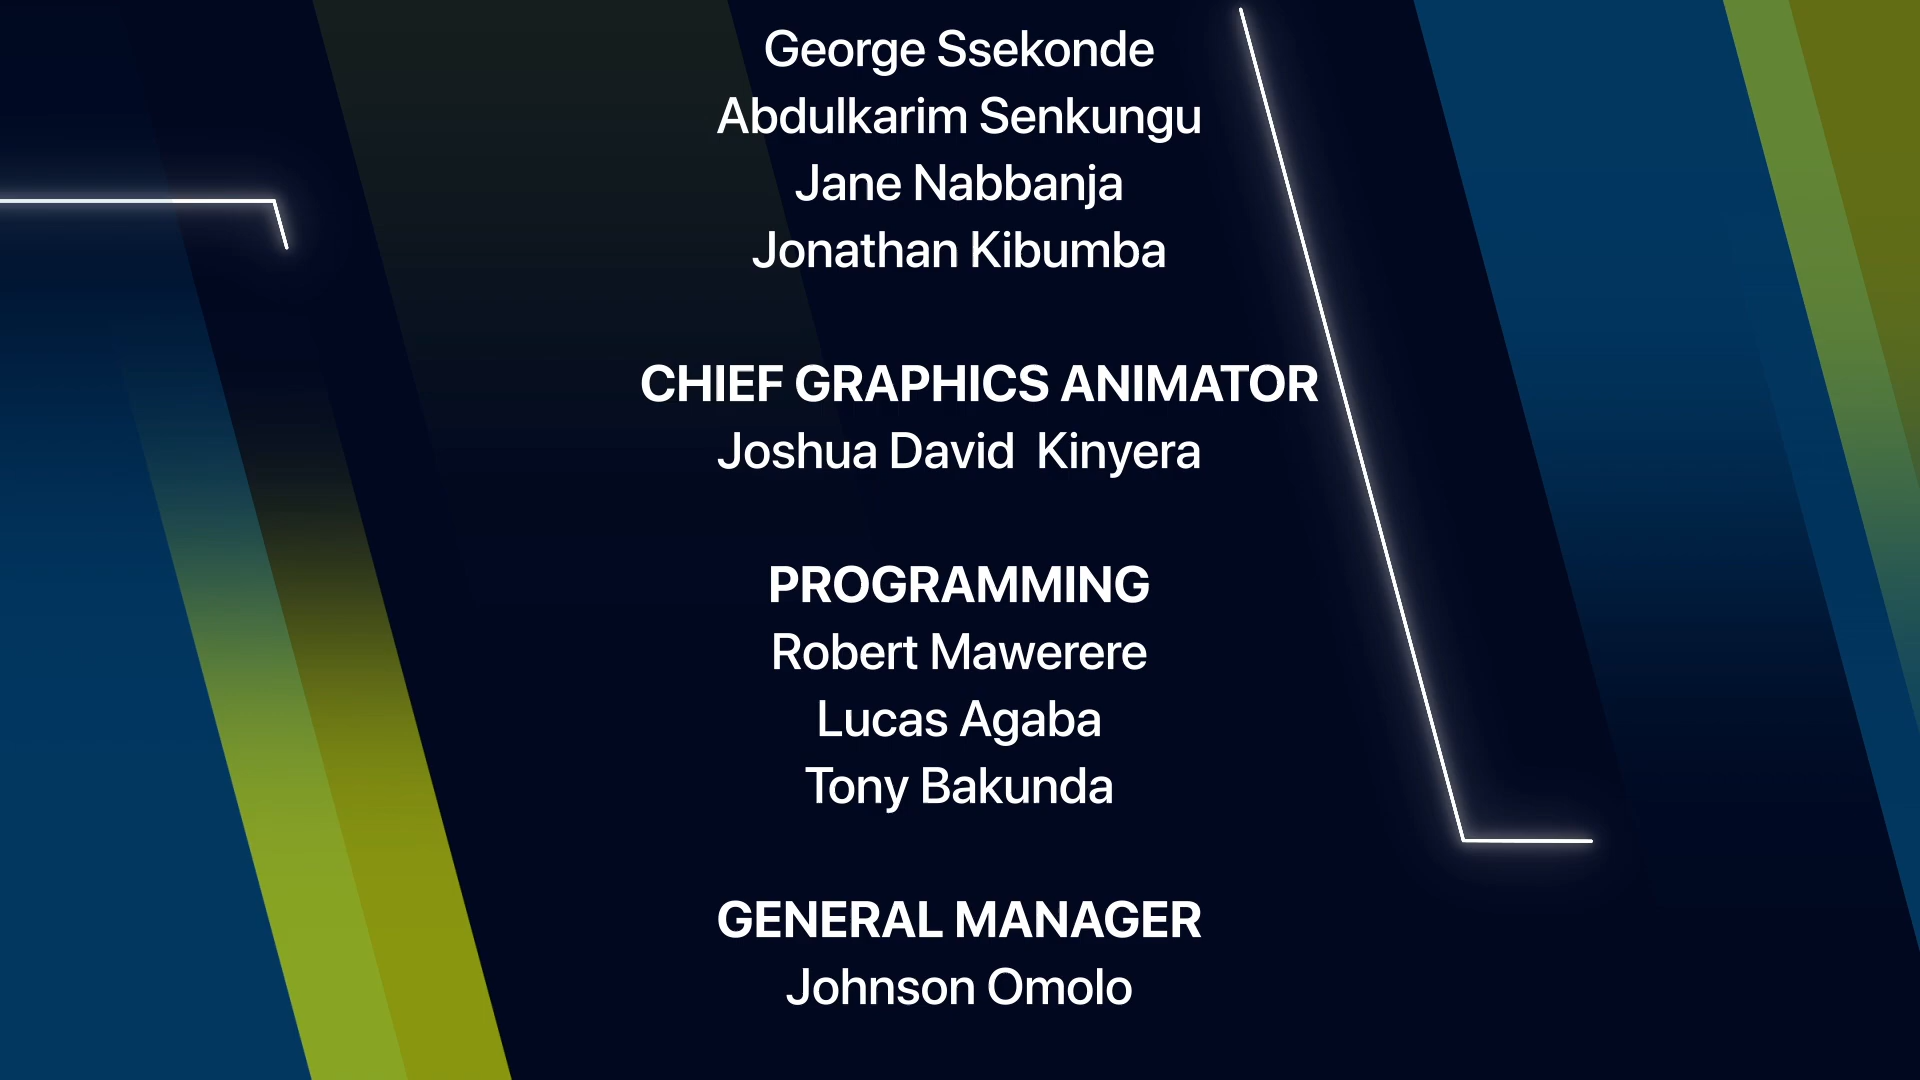 George Ssekonde
Abdulkarim Senkungu
Jane Nabbanja
Jonathan Kibumba
CHIEF GRAPHICS ANIMATOR
Joshua David  Kinyera
PROGRAMMING
Robert Mawerere
Lucas Agaba
Tony Bakunda
GENERAL MANAGER
Johnson Omolo